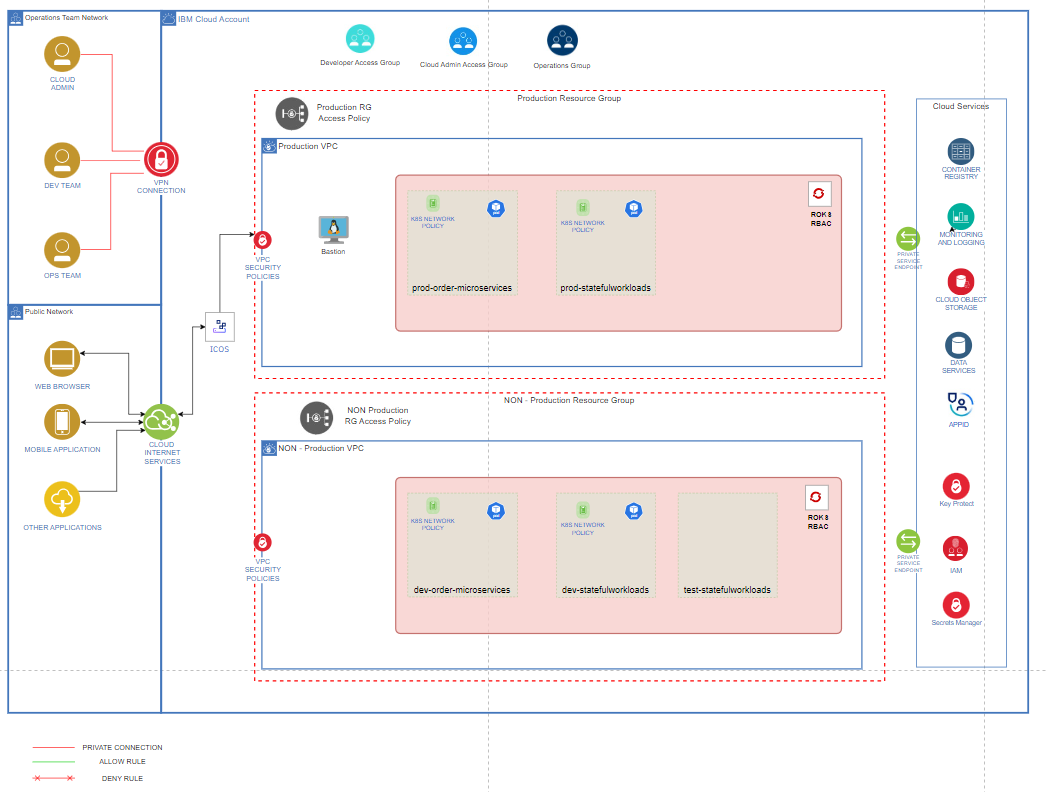 Operations Team Network
IBM Cloud Account
CLOUD
ADMIN
DEV TEAM
OPS TEAM
VPN
CONNECTION
Developer Access Group
Cloud Admin Access Group
Operations Group
Production Resource Group
Production RG
Access Policy
Production VPC
VPC
SECURITY
POLICIES
Bastion
K8S NETWORK
POLICY
pod
prod-order-microservices
K8S NETWORK
POLICY
pod
prod-statefulworkloads
ROKS
RBAC
PRIVATE
SERVICE
ENDPOINT
Cloud Services
CONTAINER
REGISTRY
MONITORING
AND LOGGING
CLOUD OBJECT
STORAGE
DATA
SERVICES
APPID
Key Protect
IAM
Secrets Manager
Public Network
WEB BROWSER
MOBILE APPLICATION
OTHER APPLICATIONS
CLOUD
INTERNET
SERVICES
ICOS
NON - Production Resource Group
NON Production
RG Access Policy
NON - Production VPC
VPC
SECURITY
POLICIES
K8S NETWORK
POLICY
pod
dev-order-microservices
K8S NETWORK
POLICY
pod
dev-statefulworkloads
test-statefulworkloads
ROKS
RBAC
PRIVATE
SERVICE
ENDPOINT
PRIVATE CONNECTION
ALLOW RULE
DENY RULE